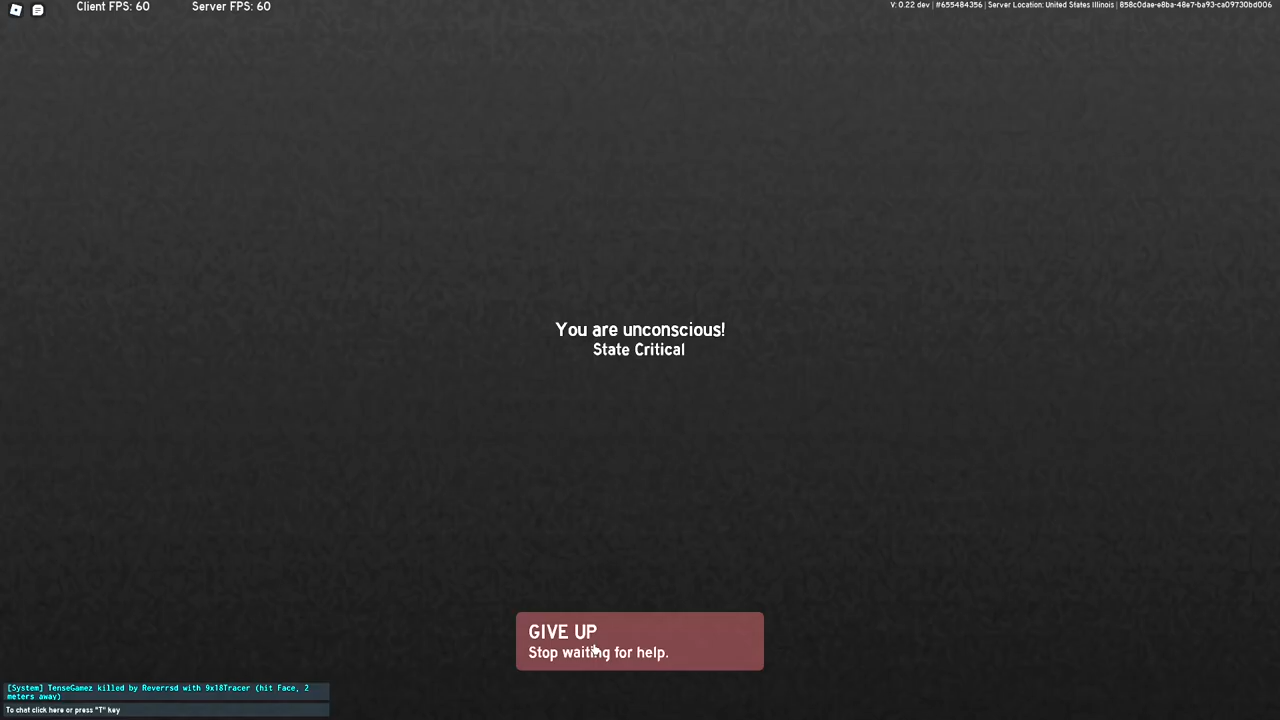 Client FPS: 60
Server FPS: 60
V: 0.22 dev | #655484356 | Server Location: United States Illinois | 858c0dae-e8ba-48e7-ba93-ca09730bd006
You are unconscious!
State Critical
GIVE UP
Stop waiting for help.
[System] TenseGamez killed by Reverrsd with 9x18Tracer (hit Face, 2
meters away)
To chat click here or press "T" key